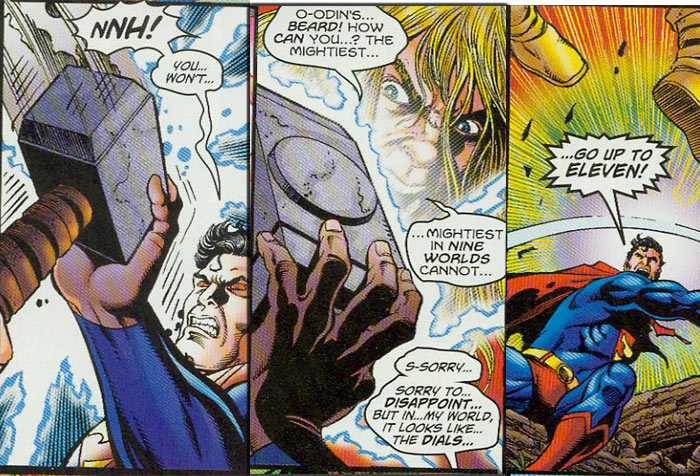 NNH!
YOU...
WON'T...
O-ODIN'S...
BEARD! HOW
CAN YOU...? THE
MIGHTIEST...
...MIGHTIEST
IN NINE
WORLDS
CANNOT...
S-SORRY...
SORRY TO...
DISAPPOINT...
BUT IN...MY WORLD,
IT LOOKS LIKE...
THE DIALS...
...GO UP TO
ELEVEN!